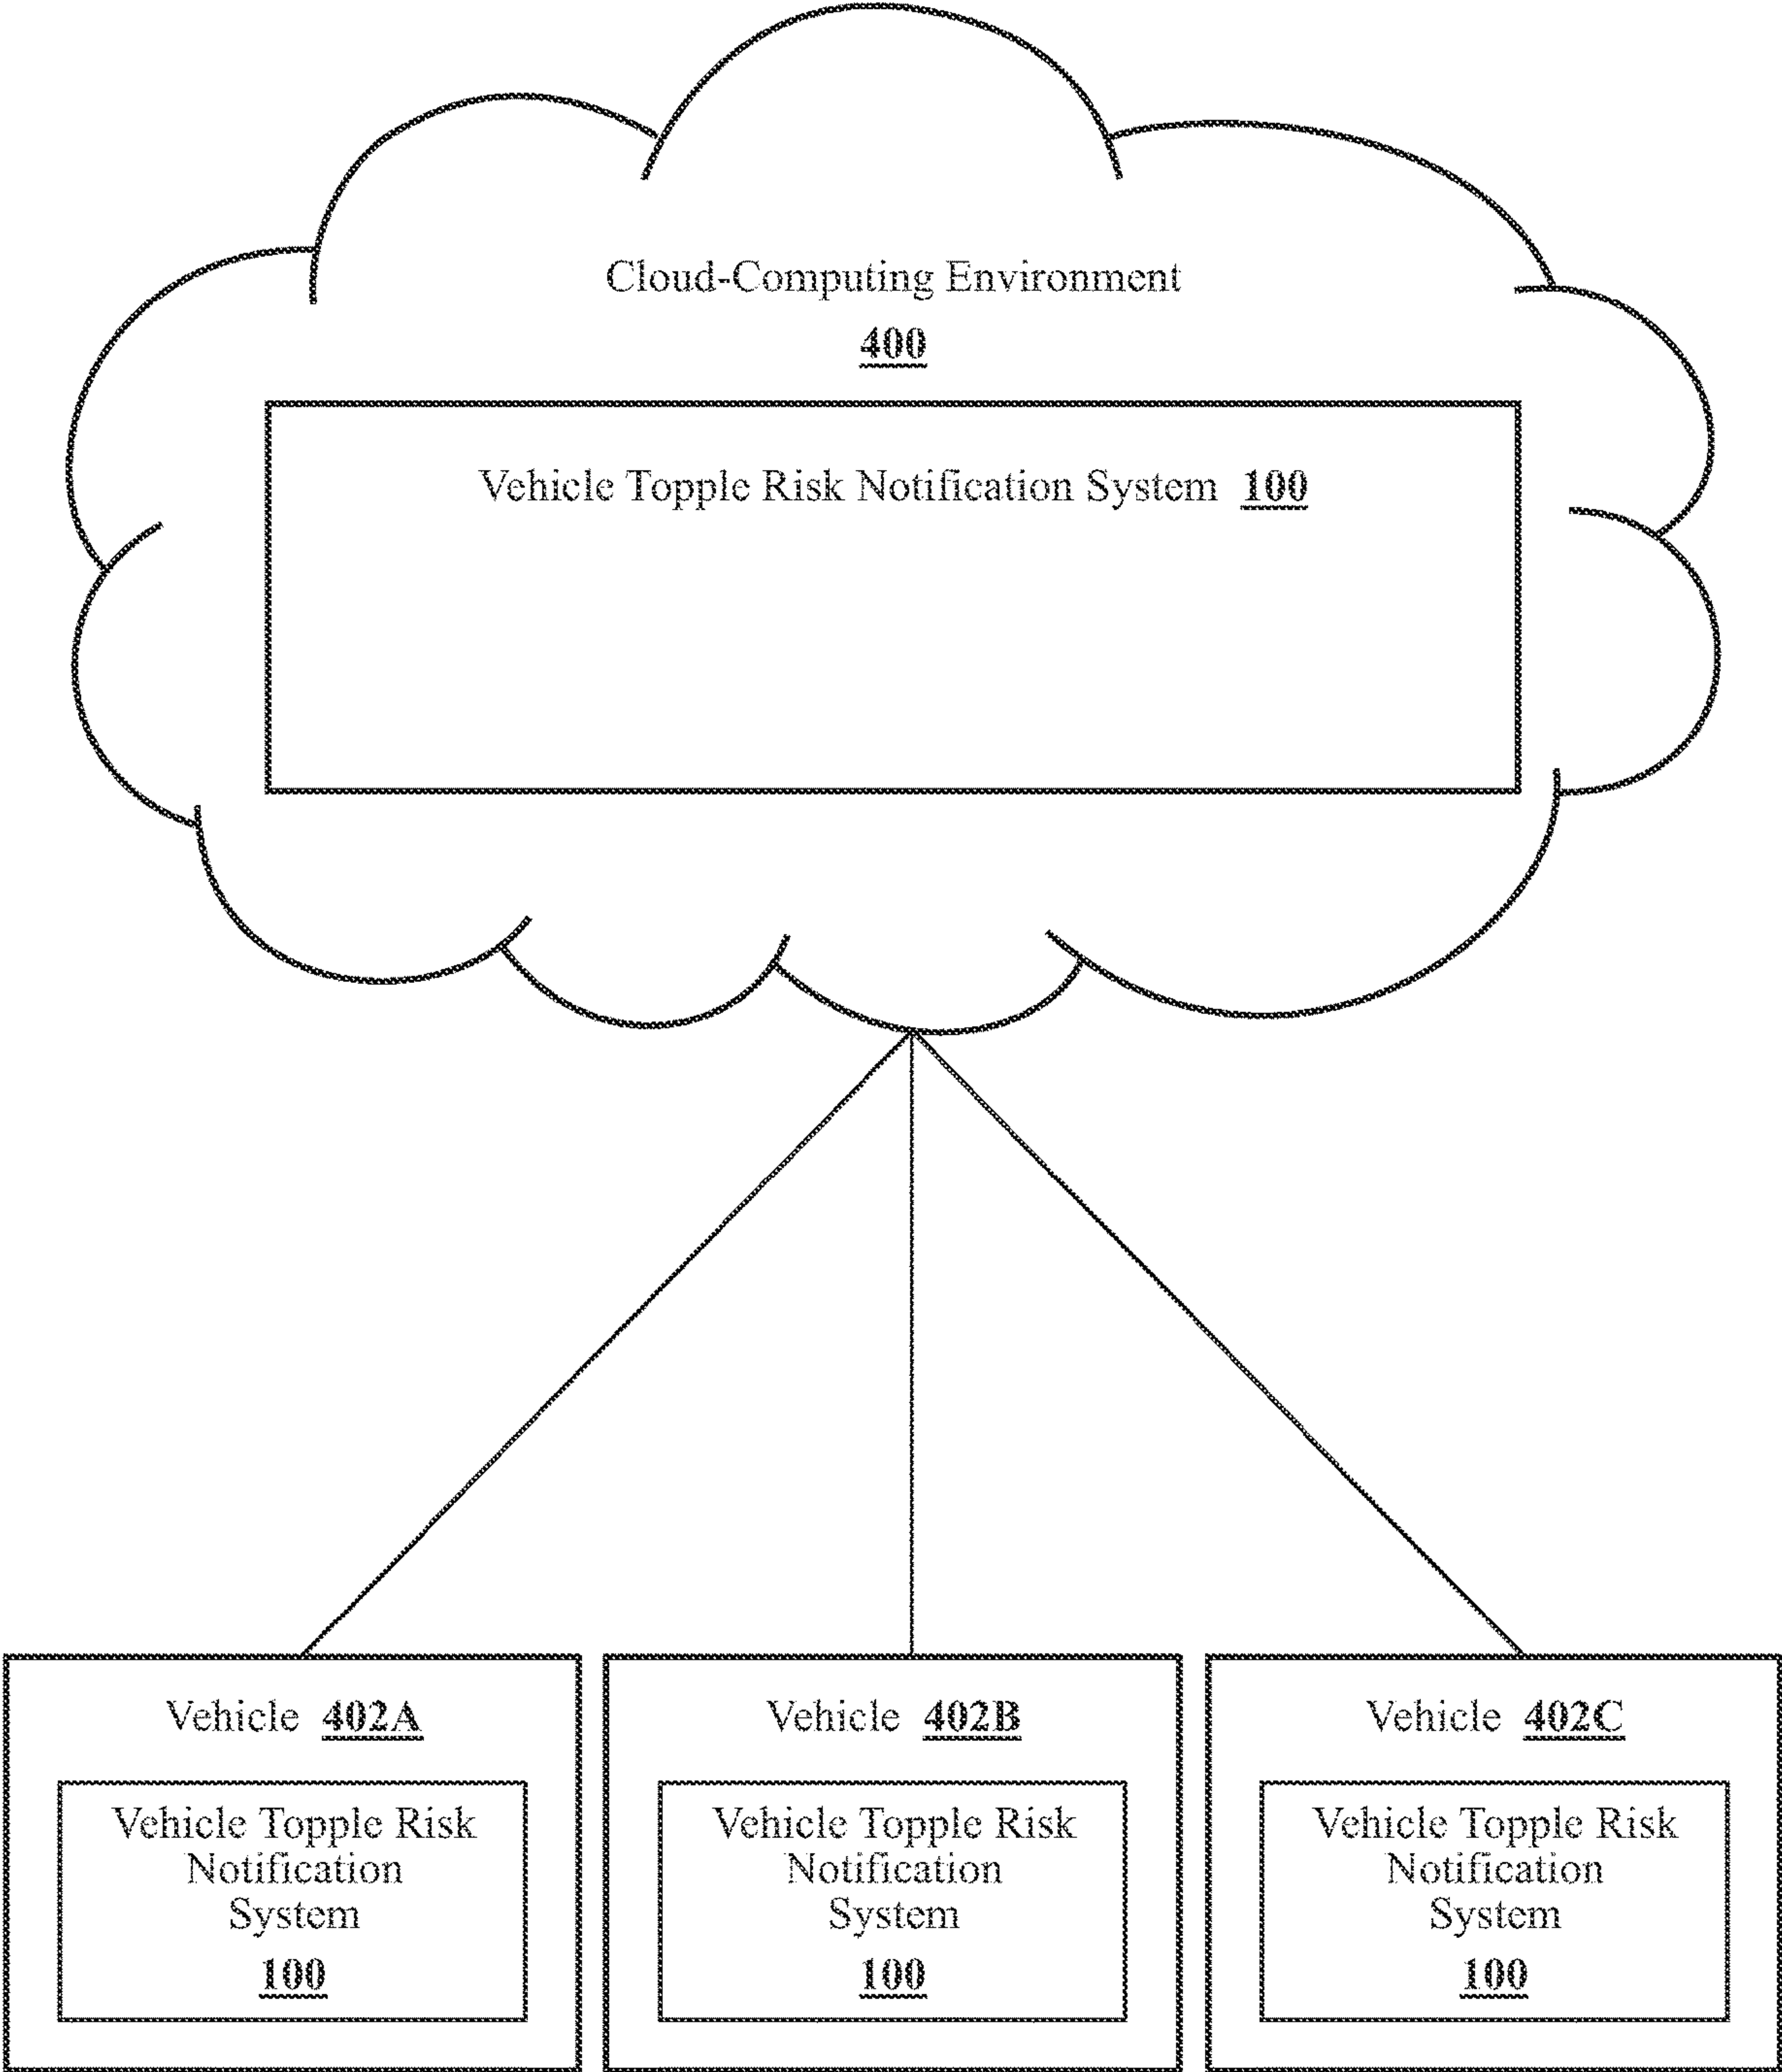 Cloud-Computing Environment
400
Vehicle Topple Risk Notification System 100
Vehicle 402A
Vehicle Topple Risk
Notification
System
100
Vehicle 402B
Vehicle Topple Risk
Notification
System
100
Vehicle 402C
Vehicle Topple Risk
Notification
System
100